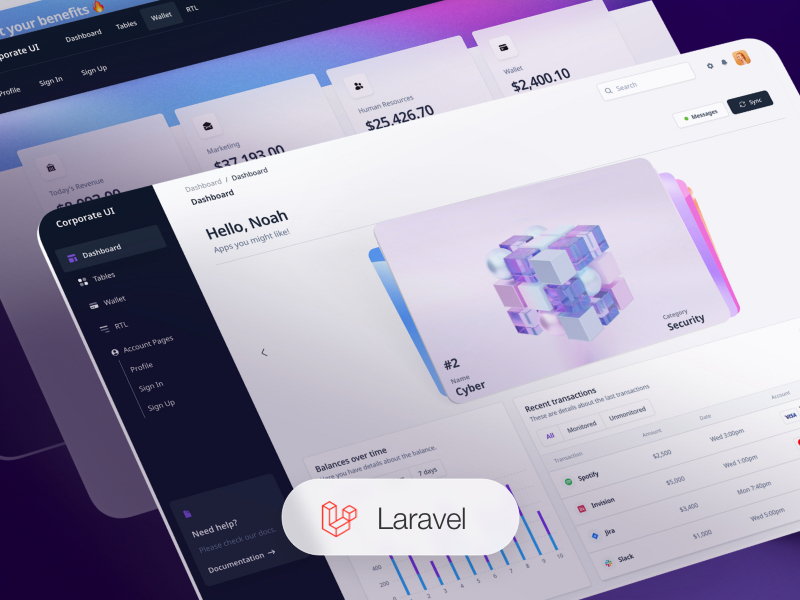 t your benefits 🔥
rporate UI
Dashboard
Tables
Wallet
RTL
Profile
Sign In
Sign Up
Today's Revenue
Marketing
$37,193.00
Human Resources
$25,426.70
Wallet
$2,400.10
Corporate UI
Dashboard
Tables
Wallet
RTL
Account Pages
Profile
Sign In
Sign Up
Need help?
Please check our docs.
Documentation →
Dashboard / Dashboard
Dashboard
Search
Messages
Sync
Hello, Noah
Apps you might like!
#2
Name
Cyber
Category
Security
Balances over time
Here you have details about the balance.
7 days
400
200
0
0 1 2 3 4 5 6 7 8 9 10
Recent transactions
These are details about the last transactions
All
Monitored
Unmonitored
Transaction
Amount
Date
Account
Spotify
$2,500
Wed 3:00pm
VISA
Invision
$5,000
Wed 1:00pm
Jira
$3,400
Mon 7:40pm
Slack
$1,000
Wed 5:00pm
Laravel